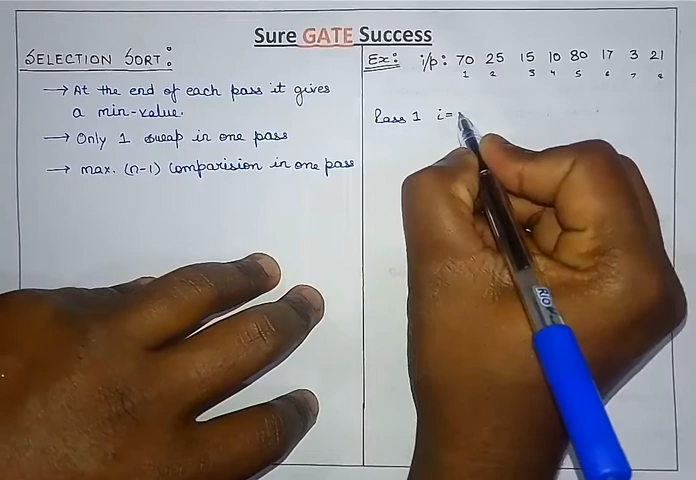 Sure GATE Success
SELECTION SORT:
→ At the end of each pass it gives
a min-value.
→ Only 1 swap in one pass
→ max. (n-1) comparision in one pass
Ex: i/p: 70 25 15 10 80 17 3 21
1 2 3 4 5 6 7 8
Pass 1 i=